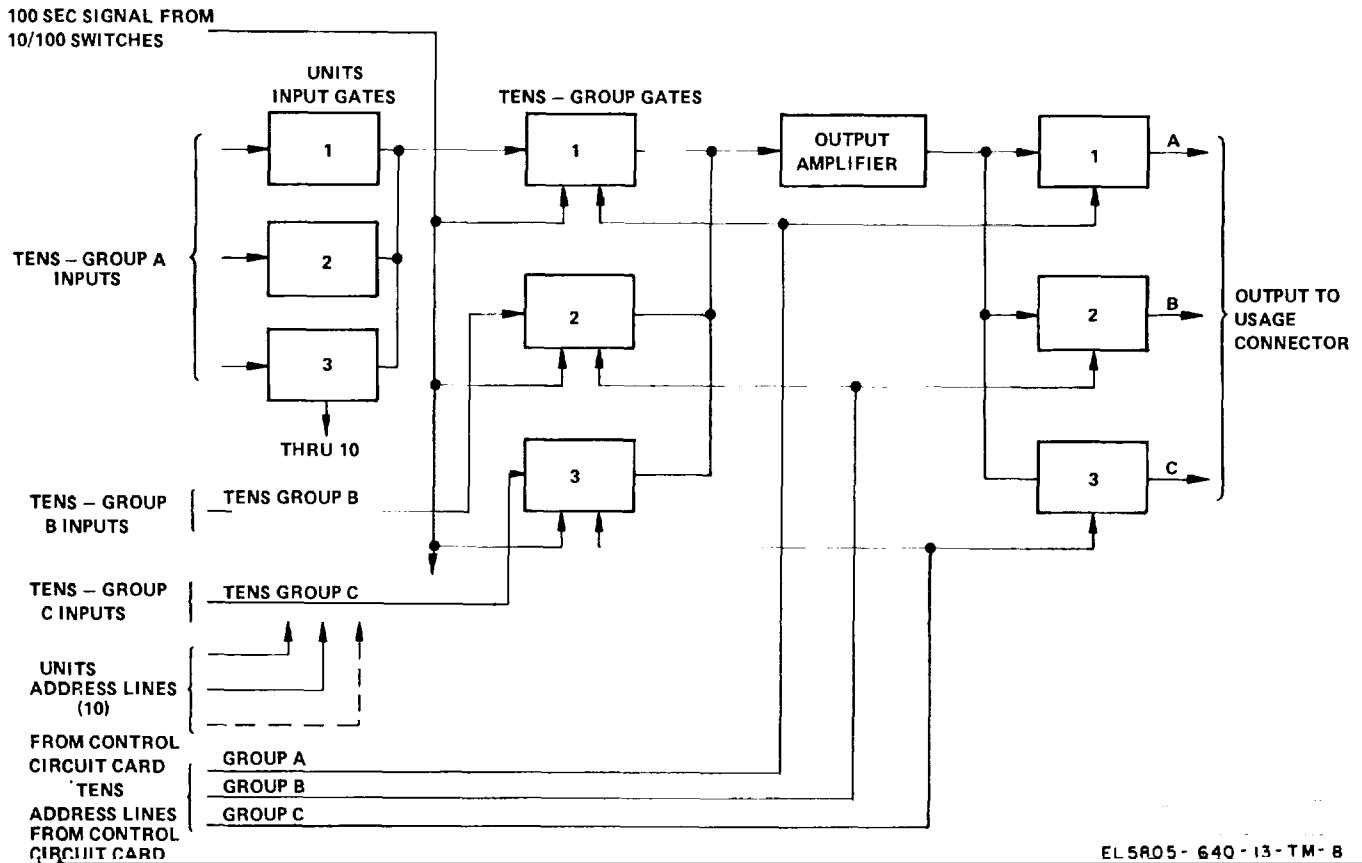 100 SEC SIGNAL FROM
10/100 SWITCHES
UNITS
INPUT GATES
TENS – GROUP GATES
1
1
OUTPUT
AMPLIFIER
1
A
TENS – GROUP A
INPUTS
2
2
2
B
OUTPUT TO
USAGE
CONNECTOR
3
THRU 10
3
3
C
TENS – GROUP
B INPUTS
TENS GROUP B
TENS – GROUP
C INPUTS
TENS GROUP C
UNITS
ADDRESS LINES
(10)
FROM CONTROL
CIRCUIT CARD
GROUP A
TENS
GROUP B
ADDRESS LINES
GROUP C
FROM CONTROL
CIRCUIT CARD
EL5805-640-13-TM-8